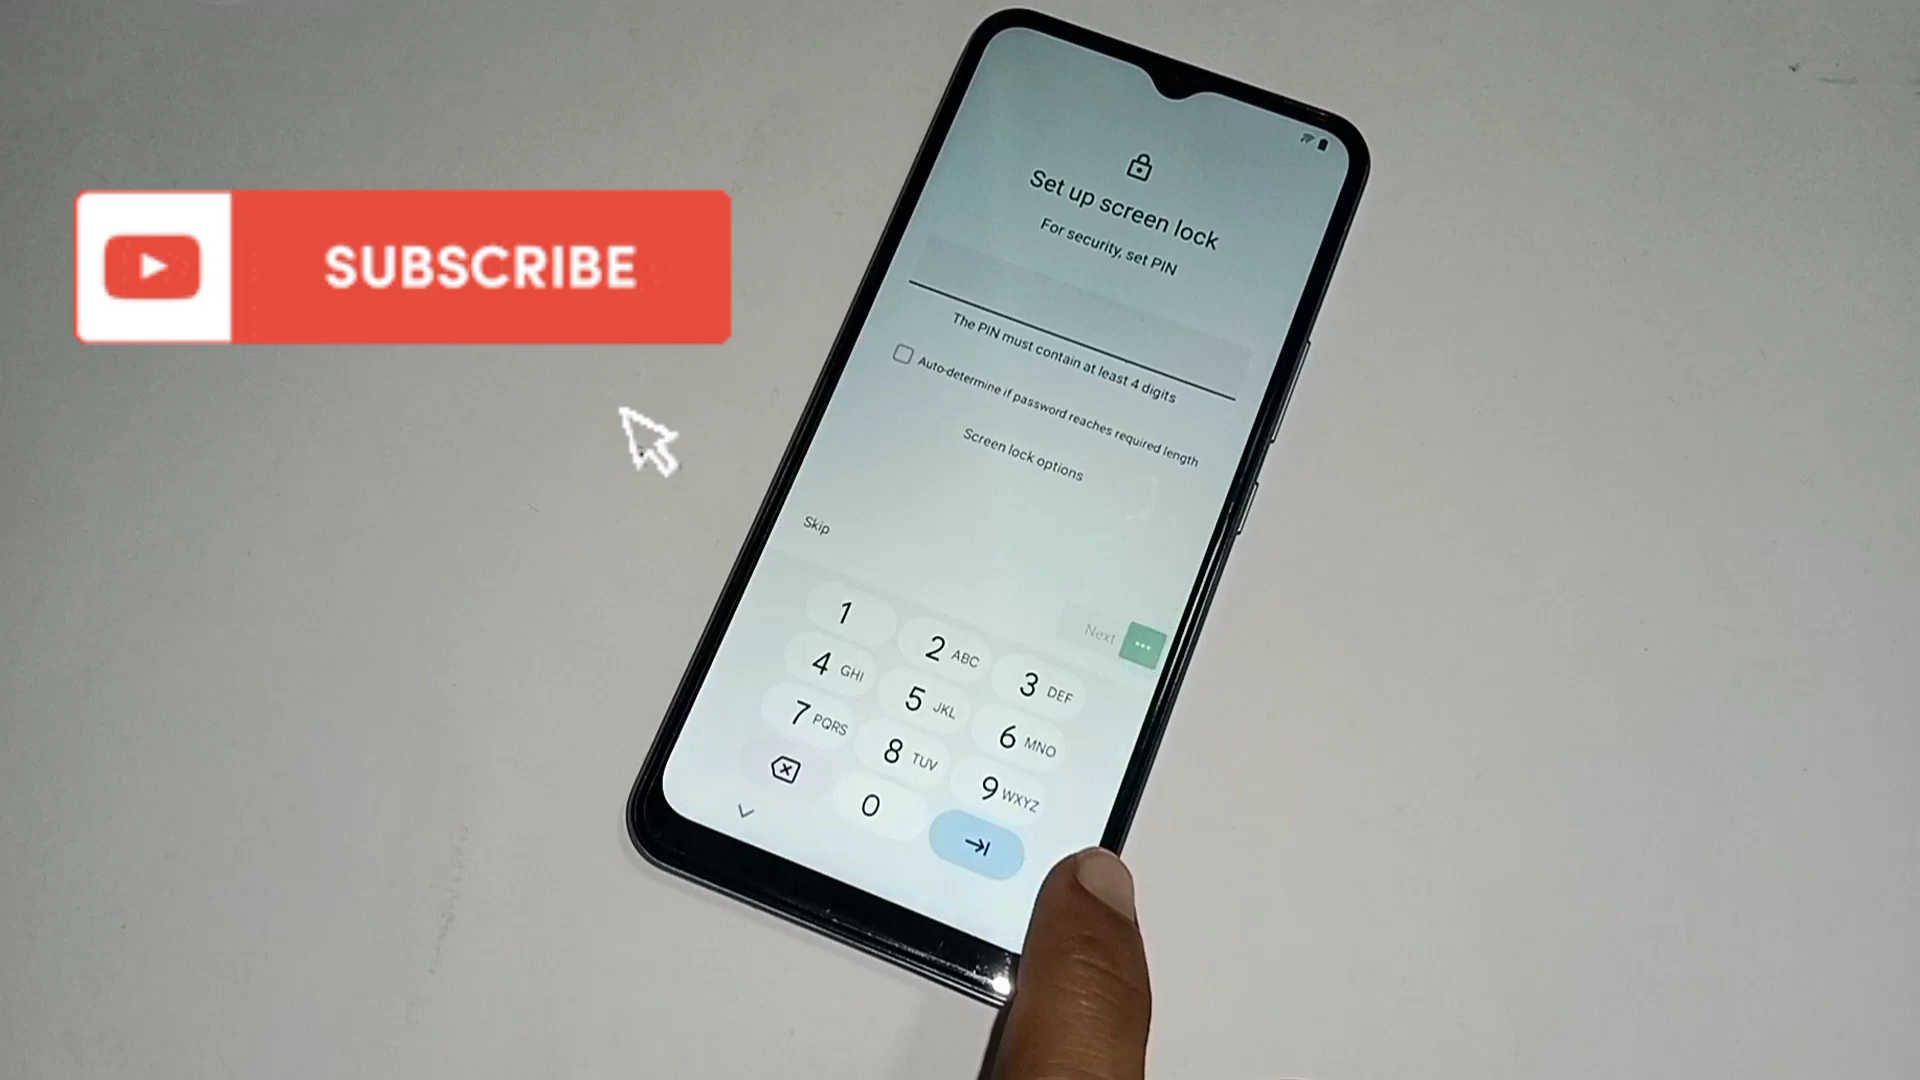 SUBSCRIBE
Set up screen lock
For security, set PIN
The PIN must contain at least 4 digits
Auto-determine if password reaches required length
Screen lock options
Skip
Next
1
2 ABC
3 DEF
4 GHI
5 JKL
6 MNO
7 PQRS
8 TUV
9 WXYZ
0